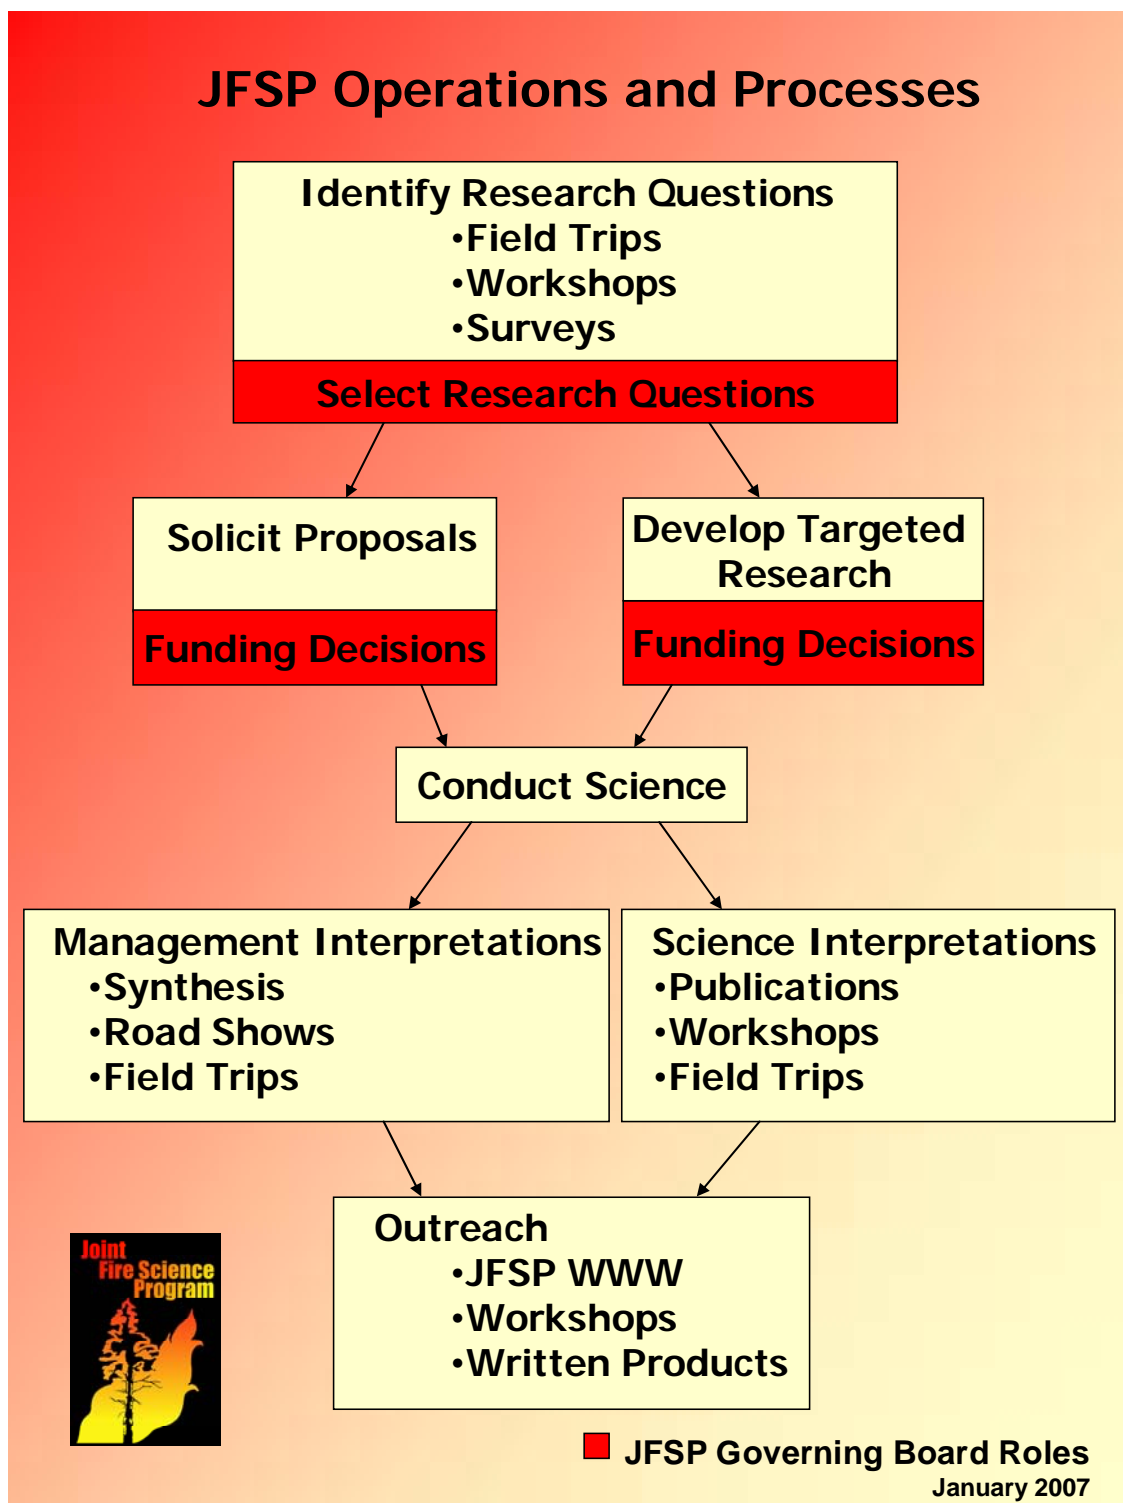 JFSP Operations and Processes
Identify Research Questions
•Field Trips
•Workshops
•Surveys
Select Research Questions
Solicit Proposals
Funding Decisions
Develop Targeted
Research
Funding Decisions
Conduct Science
Management Interpretations
•Synthesis
•Road Shows
•Field Trips
Science Interpretations
•Publications
•Workshops
•Field Trips
Outreach
•JFSP WWW
•Workshops
•Written Products
Joint
Fire Science
Program
JFSP Governing Board Roles
January 2007